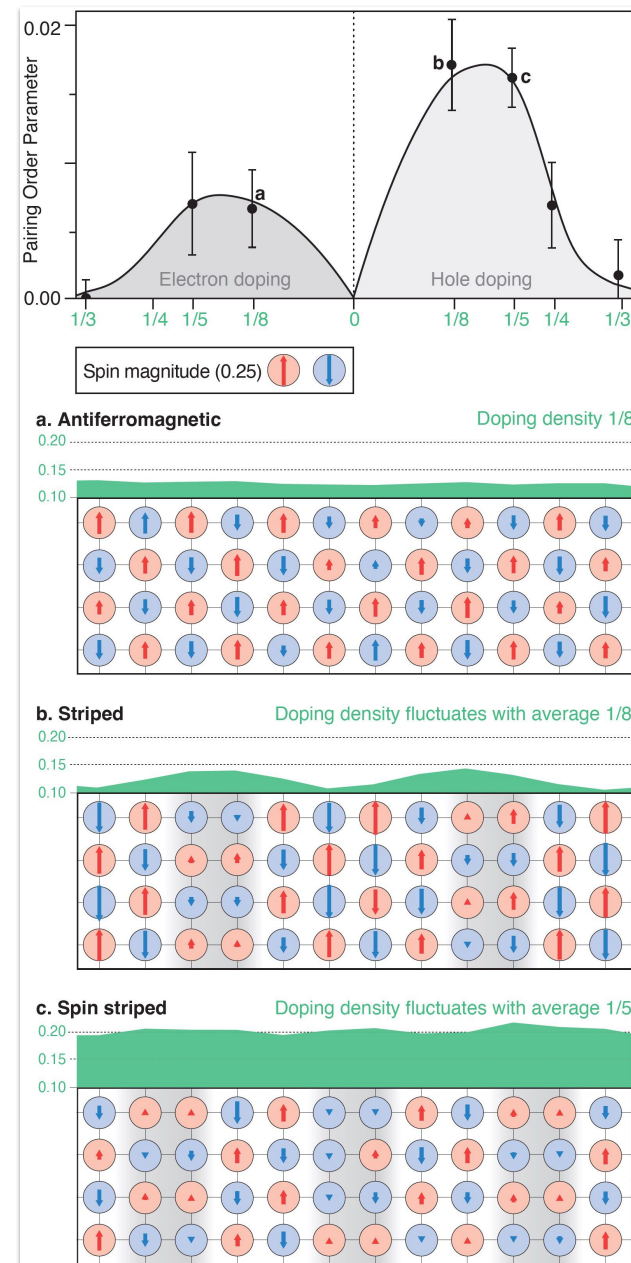 0.02
Pairing Order Parameter
b
c
a
Electron doping
Hole doping
0.00
1/3
1/4
1/5
1/8
0
1/8
1/5
1/4
1/3
Spin magnitude (0.25)
a. Antiferromagnetic
Doping density 1/8
0.20
0.15
0.10
b. Striped
Doping density fluctuates with average 1/8
0.20
0.15
0.10
c. Spin striped
Doping density fluctuates with average 1/5
0.20
0.15
0.10